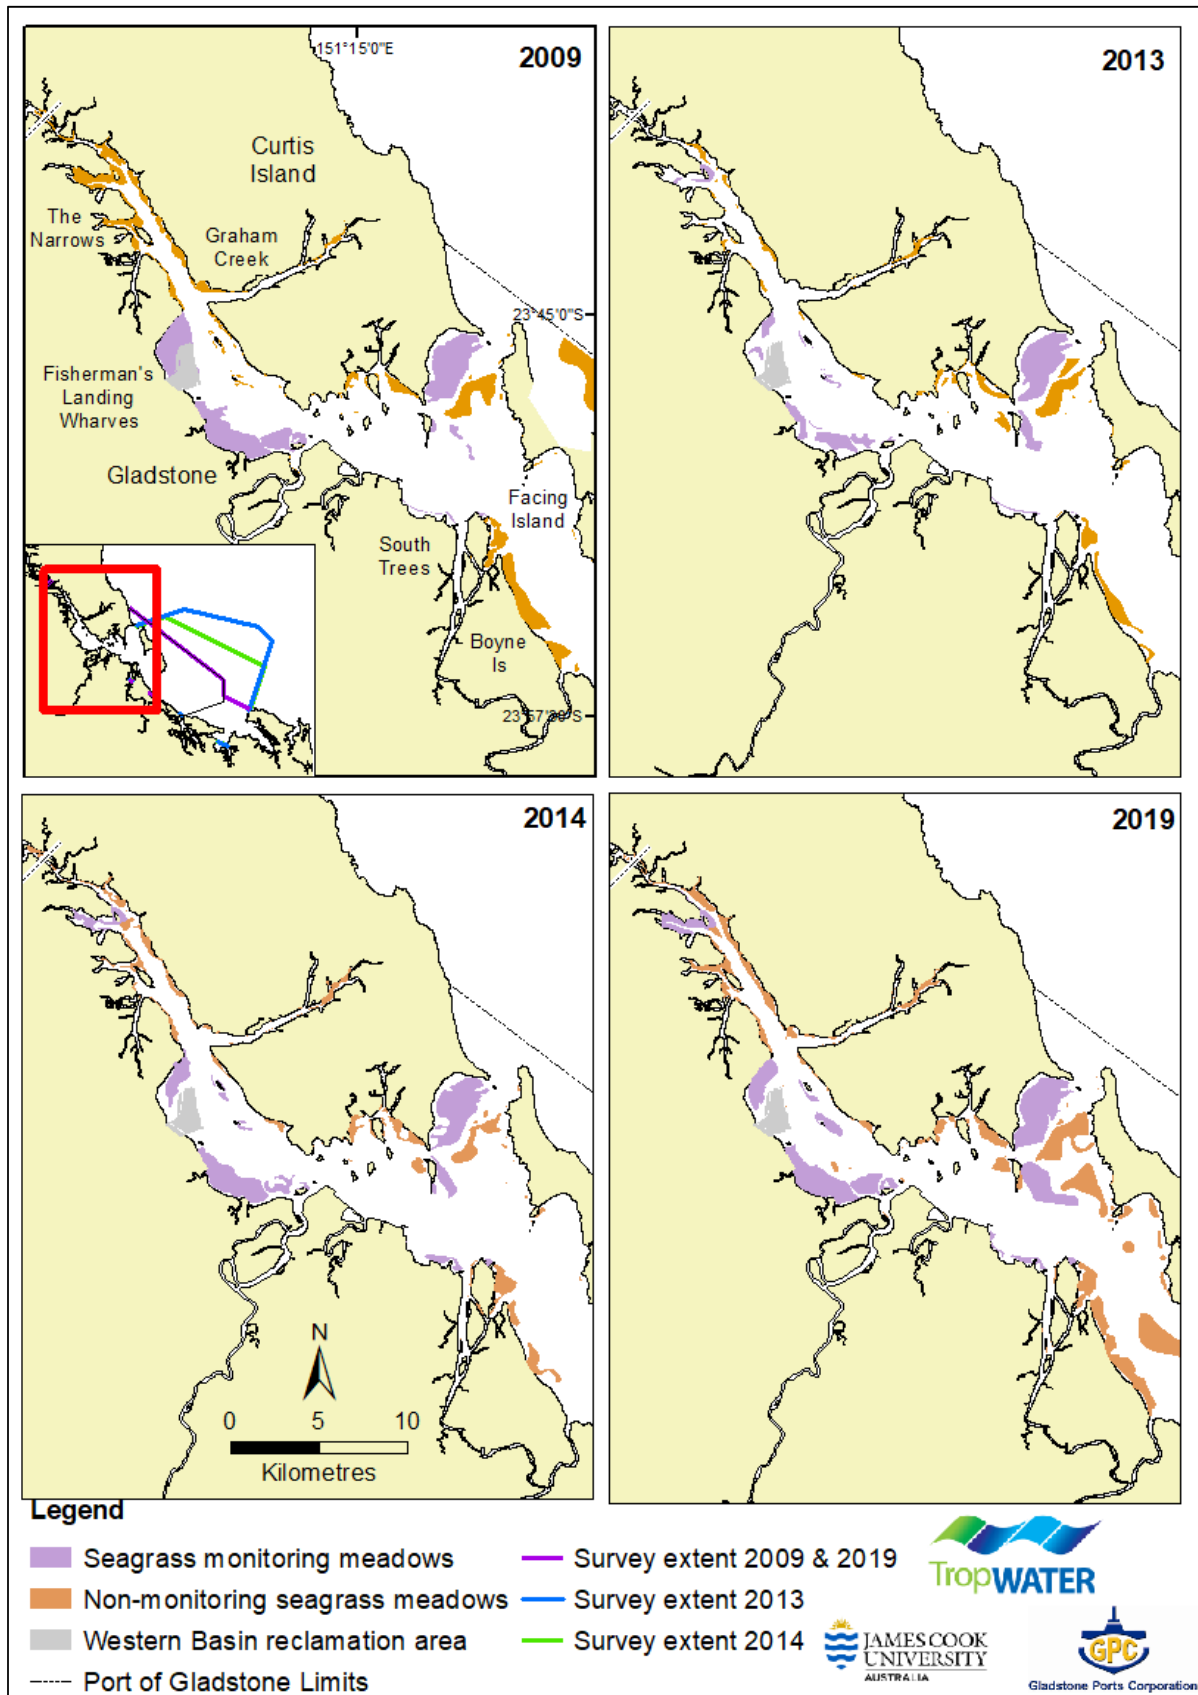 2009
151°15'0"E
Curtis
Island
The
Narrows
Graham
Creek
23°45'0"S
Fisherman's
Landing
Wharves
Gladstone
Facing
Island
South
Trees
Boyne
Is
2013
2014
N
0 5 10
Kilometres
2019
Legend
Seagrass monitoring meadows
Non-monitoring seagrass meadows
Western Basin reclamation area
Port of Gladstone Limits
Survey extent 2009 & 2019
Survey extent 2013
Survey extent 2014
TropWATER
JAMES COOK
UNIVERSITY
AUSTRALIA
GPC
Gladstone Ports Corporation